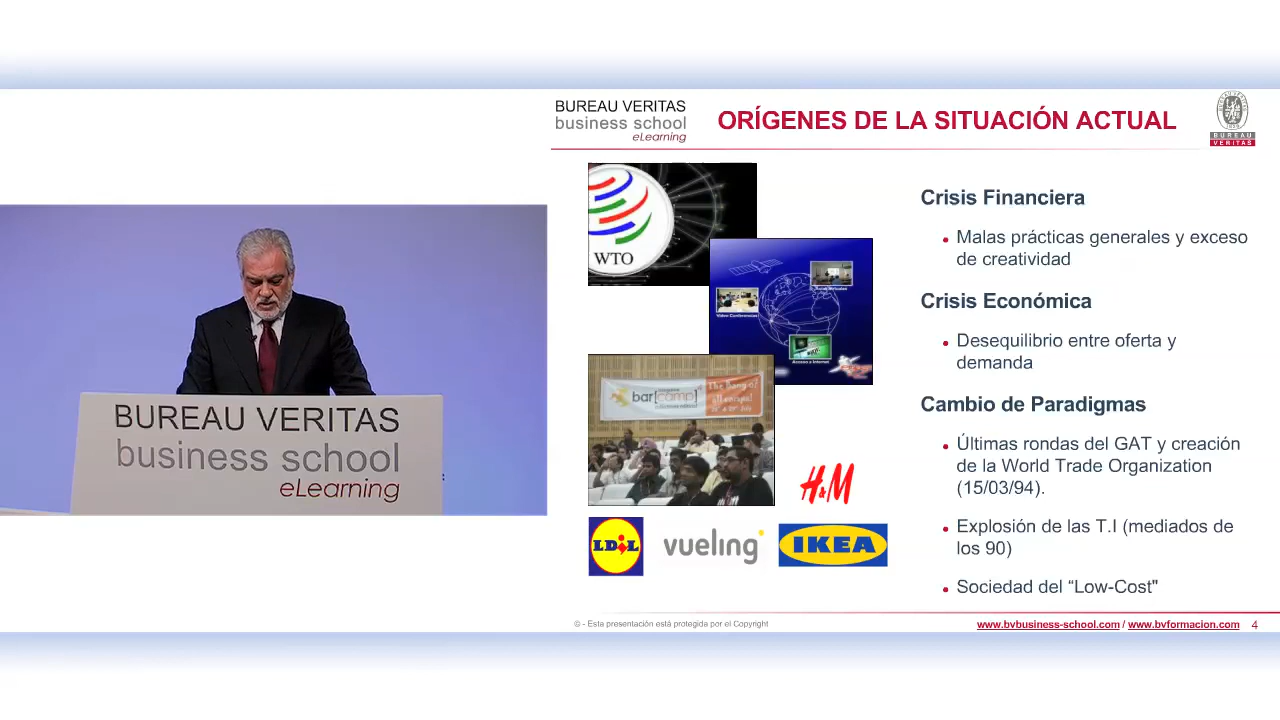 BUREAU VERITAS
business school
eLearning
ORÍGENES DE LA SITUACIÓN ACTUAL
BUREAU
VERITAS
WTO
Crisis Financiera
Malas prácticas generales y exceso
de creatividad
Crisis Económica
Desequilibrio entre oferta y
demanda
Cambio de Paradigmas
Últimas rondas del GAT y creación
de la World Trade Organization
(15/03/94).
Explosión de las T.I (mediados de
los 90)
Sociedad del “Low-Cost"
Video Conferencias
Acceso a Internet
bar[camp]
BUREAU VERITAS
business school
eLearning
H&M
LIDL
vueling
IKEA
© - Esta presentación está protegida por el Copyright
www.bvbusiness-school.com / www.bvformacion.com 4